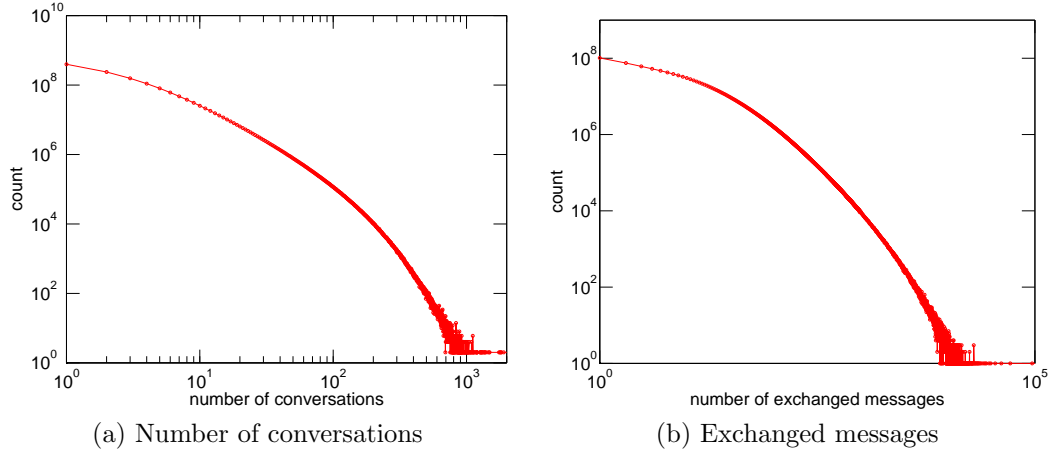 10^10
10^8
10^6
10^4
10^2
10^0
count
10^0 10^1 10^2 10^3
number of conversations
(a) Number of conversations
10^8
10^6
10^4
10^2
10^0
count
10^0 10^5
number of exchanged messages
(b) Exchanged messages